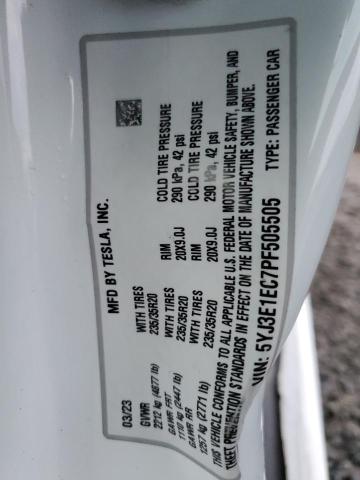 MFD BY TESLA, INC.
03/23
GVWR
2212 kg (4877 lb)
WITH TIRES
235/35R20
RIM
20X9.0J
COLD TIRE PRESSURE
290 kPa, 42 psi
GAWR FRT
1110 kg (2447 lb)
WITH TIRES
235/35R20
RIM
20X9.0J
COLD TIRE PRESSURE
290 kPa, 42 psi
GAWR RR
1257 kg (2771 lb)
WITH TIRES
235/35R20
RIM
20X9.0J
COLD TIRE PRESSURE
290 kPa, 42 psi
THIS VEHICLE CONFORMS TO ALL APPLICABLE U.S. FEDERAL MOTOR VEHICLE SAFETY, BUMPER, AND
THEFT PREVENTION STANDARDS IN EFFECT ON THE DATE OF MANUFACTURE SHOWN ABOVE.
VIN: 5YJ3E1EC7PF505505
TYPE: PASSENGER CAR